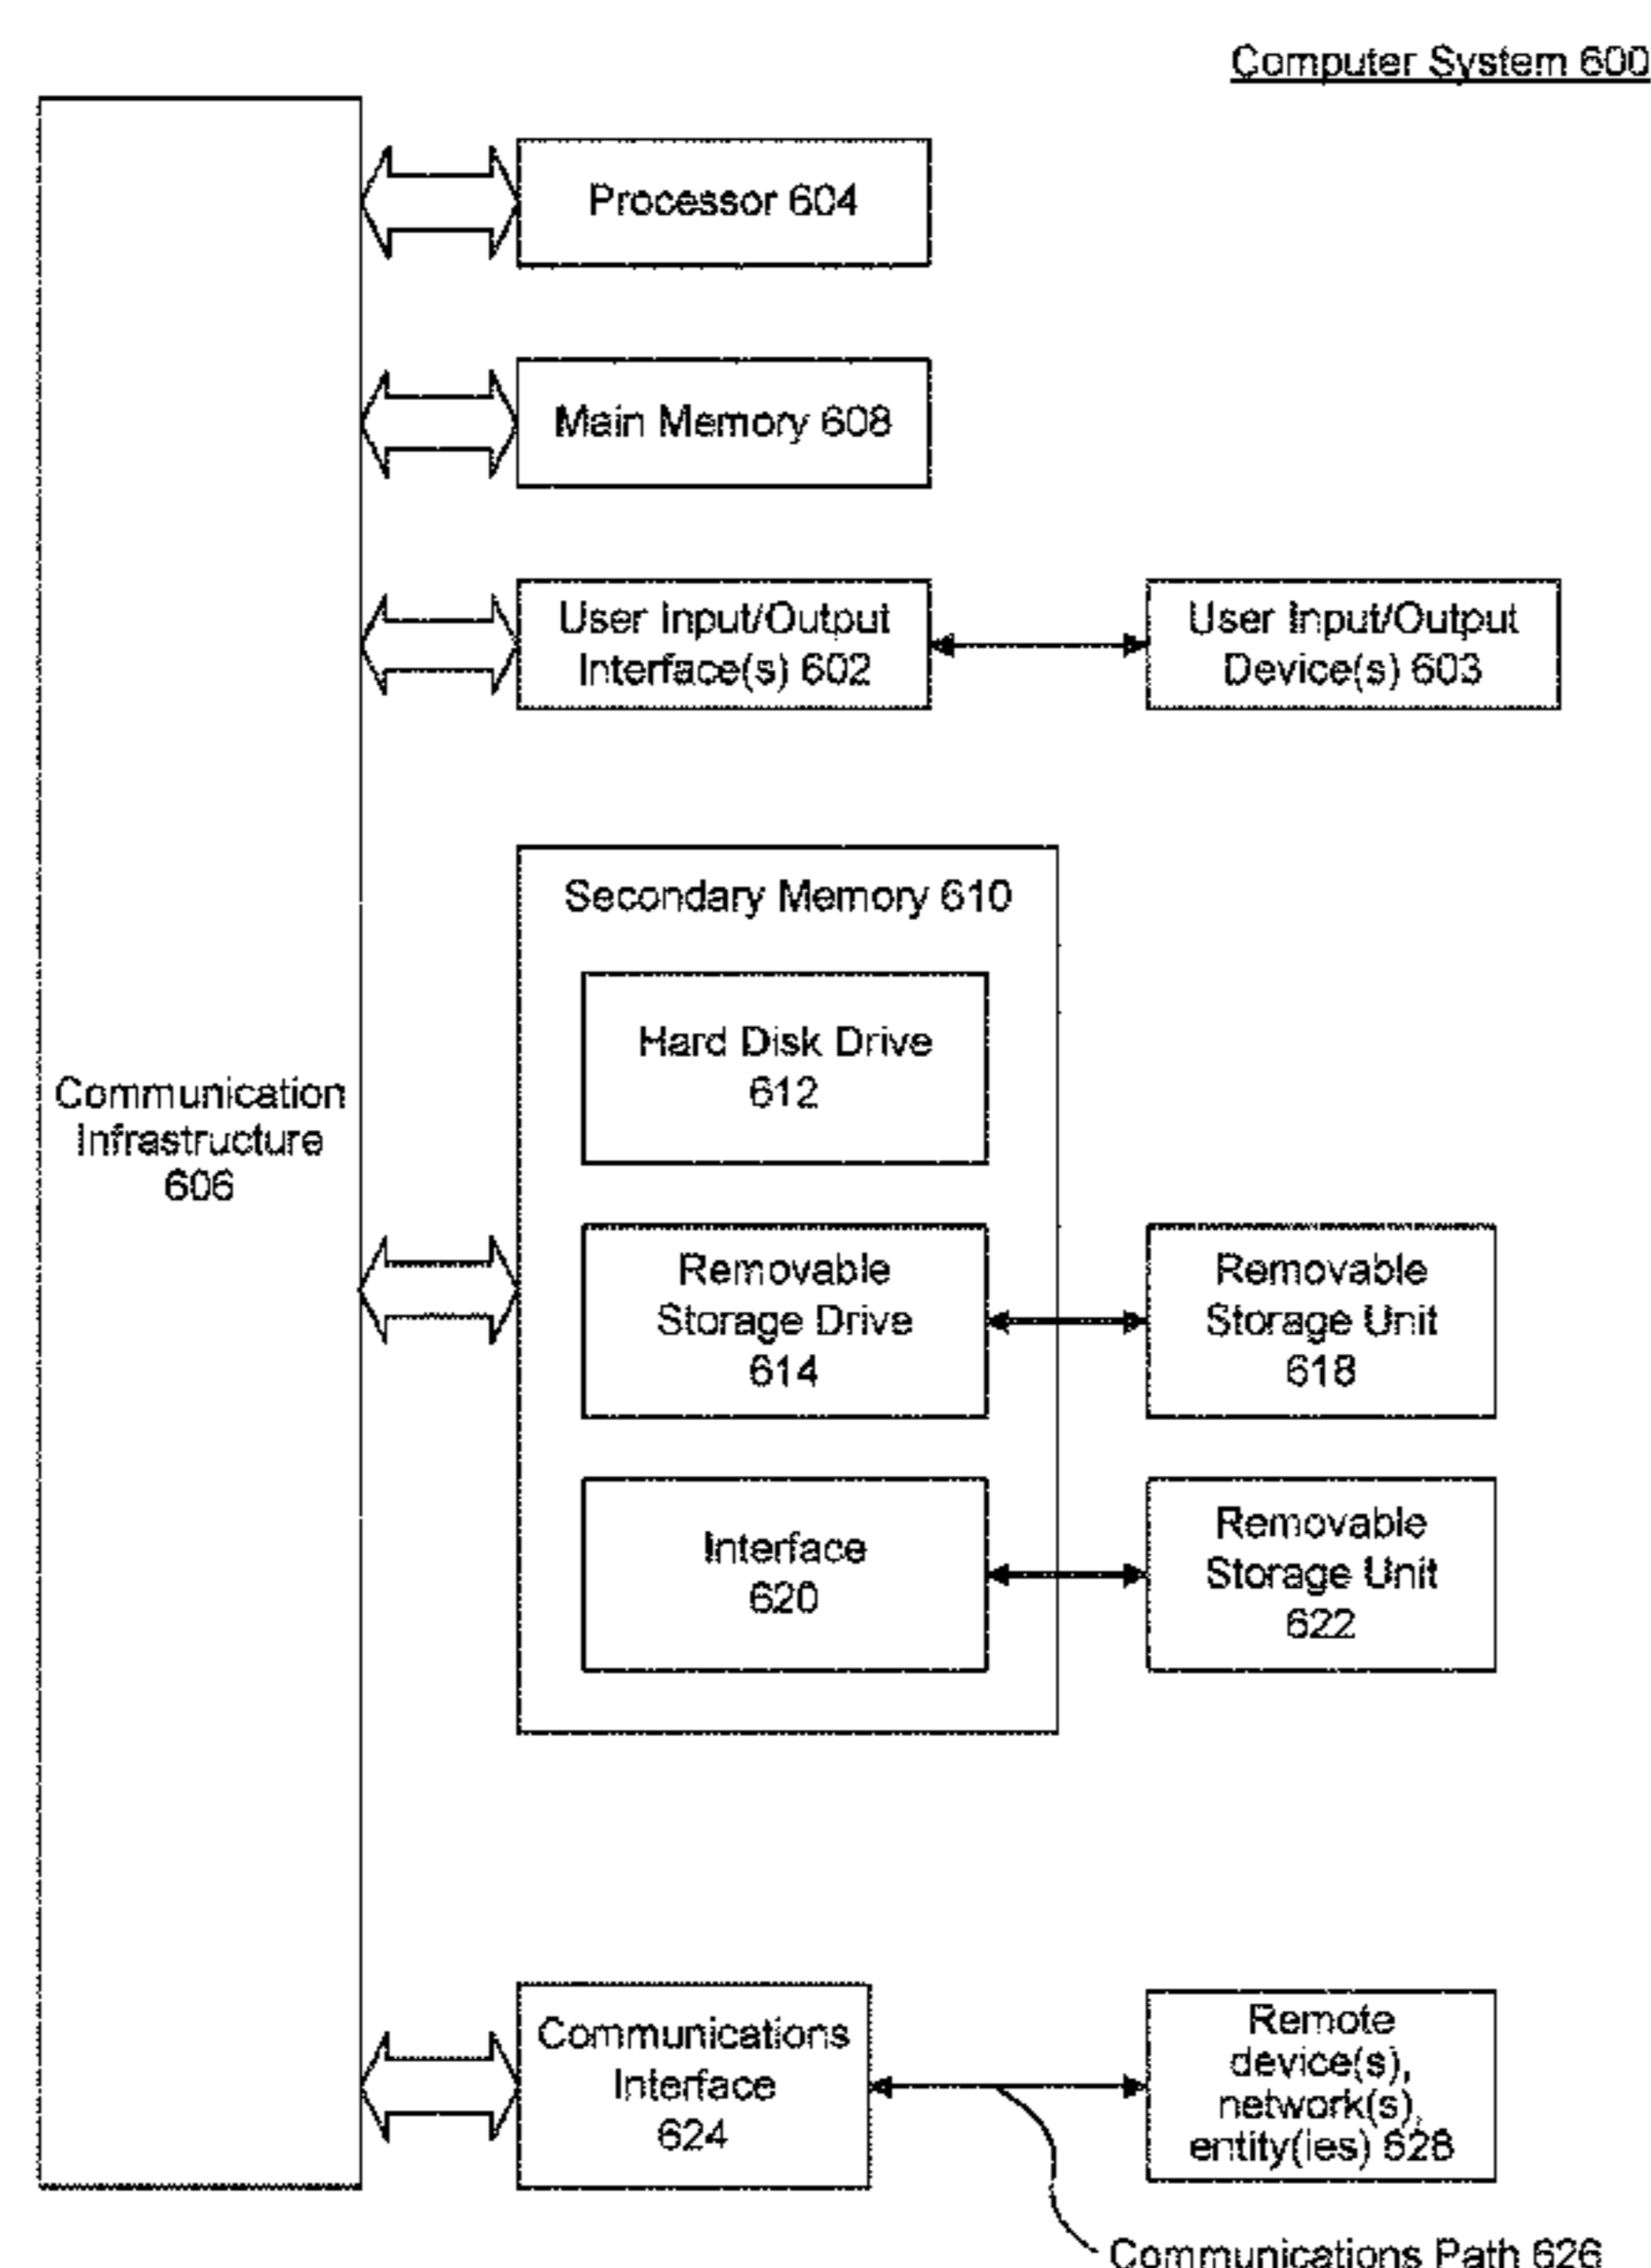 Computer System 600
Processor 604
Main Memory 608
User Input/Output
Interface(s) 602
User Input/Output
Device(s) 603
Secondary Memory 610
Hard Disk Drive
612
Communication
Infrastructure
606
Removable
Storage Drive
614
Removable
Storage Unit
618
Interface
620
Removable
Storage Unit
622
Communications
Interface
624
Remote
device(s),
network(s),
entity(ies) 628
Communications Path 626